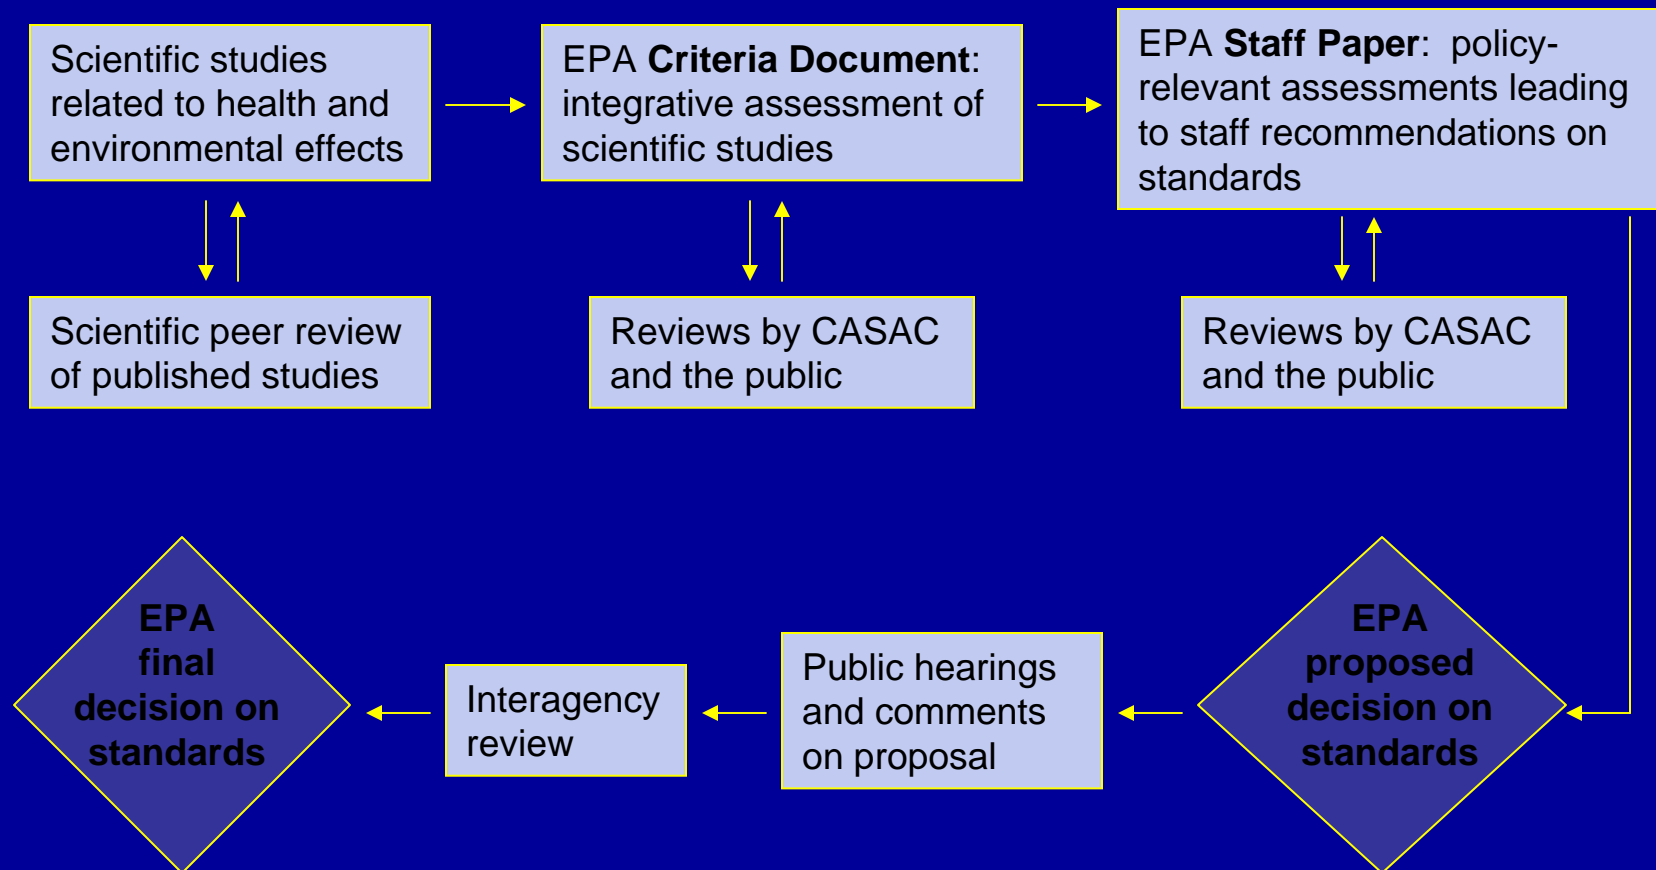 Scientific studies
related to health and
environmental effects
EPA Criteria Document:
integrative assessment of
scientific studies
EPA Staff Paper: policy-
relevant assessments leading
to staff recommendations on
standards
Scientific peer review
of published studies
Reviews by CASAC
and the public
Reviews by CASAC
and the public
EPA
final
decision on
standards
Interagency
review
Public hearings
and comments
on proposal
EPA
proposed
decision on
standards